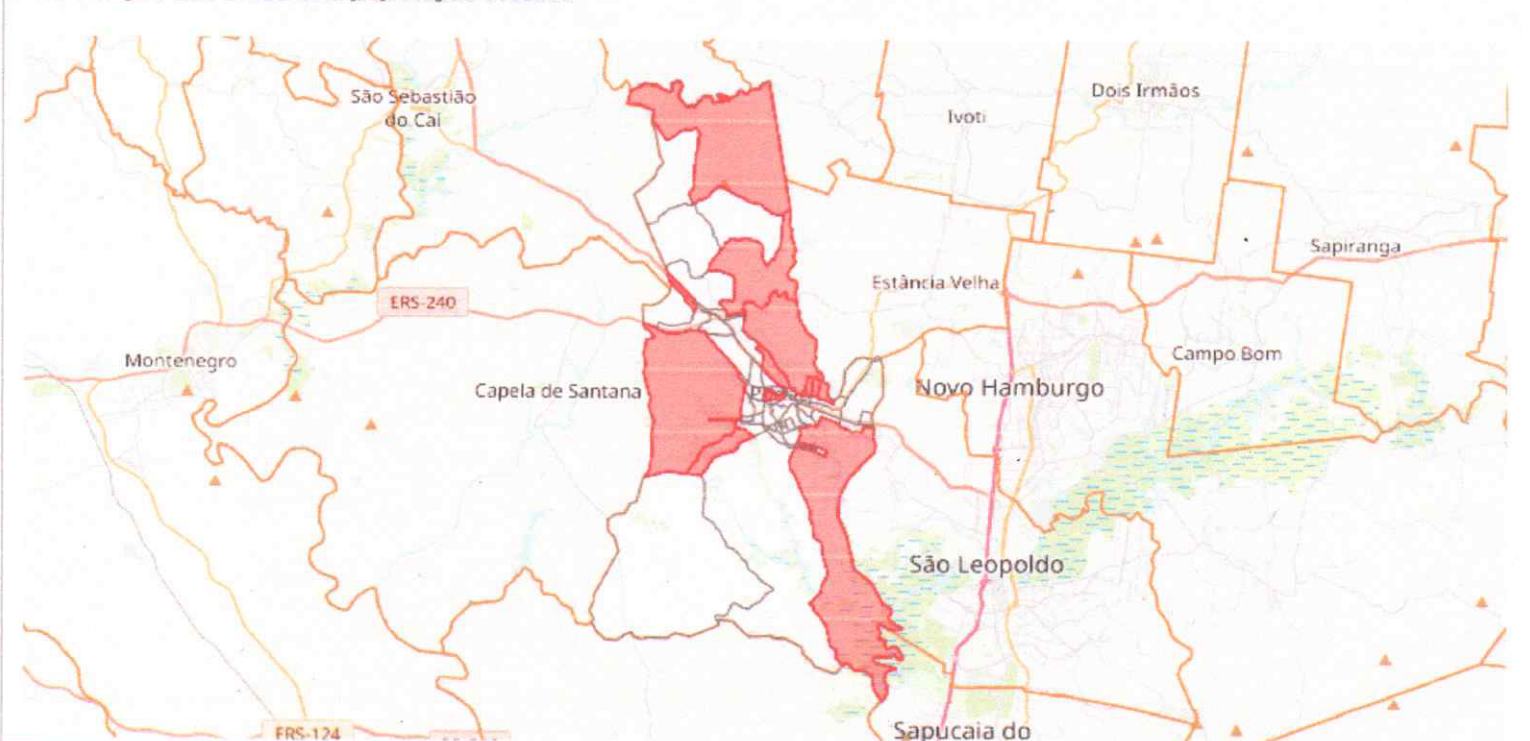 São Sebastião
do Caí
Dois Irmãos
Ivoti
Sapiranga
Estância Velha
ERS-240
Campo Bom
Montenegro
Capela de Santana
Novo Hamburgo
São Leopoldo
ERS-124
Sapucaia do